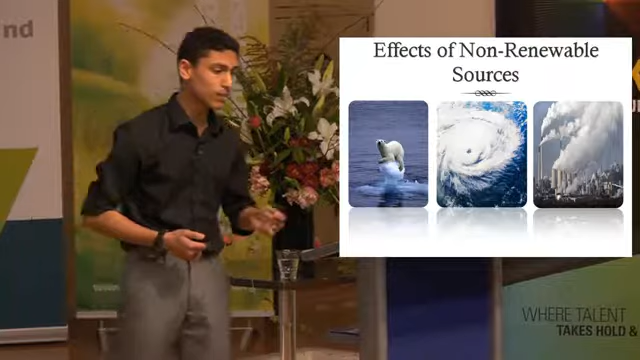 nd
Effects of Non-Renewable
Sources
WHERE TALENT
TAKES HOLD &